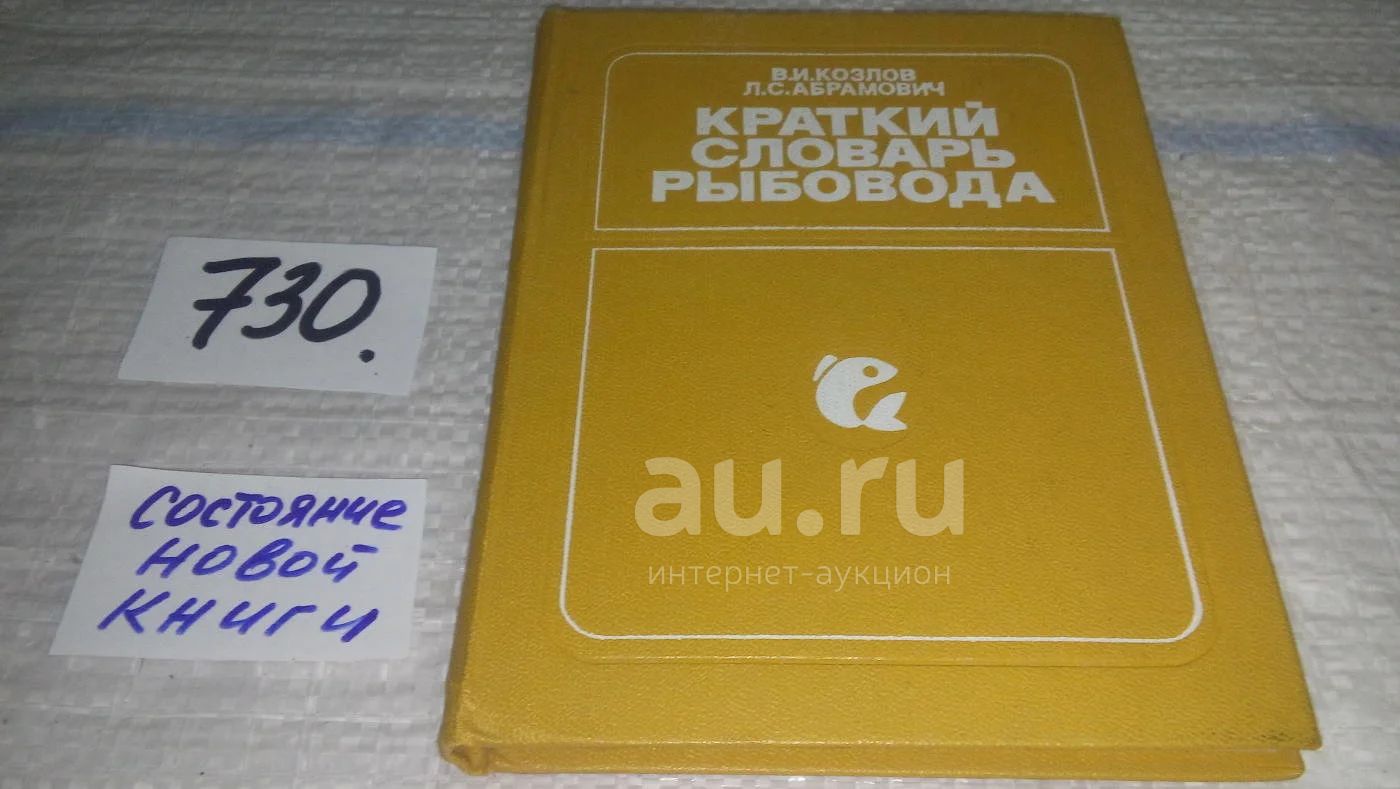 В.И.КОЗЛОВ
Л.С.АБРАМОВИЧ
КРАТКИЙ
СЛОВАРЬ
РЫБОВОДА
730.
СОСТОЯНИЕ
НОВОЙ
КНИГИ
au.ru
интернет-аукцион